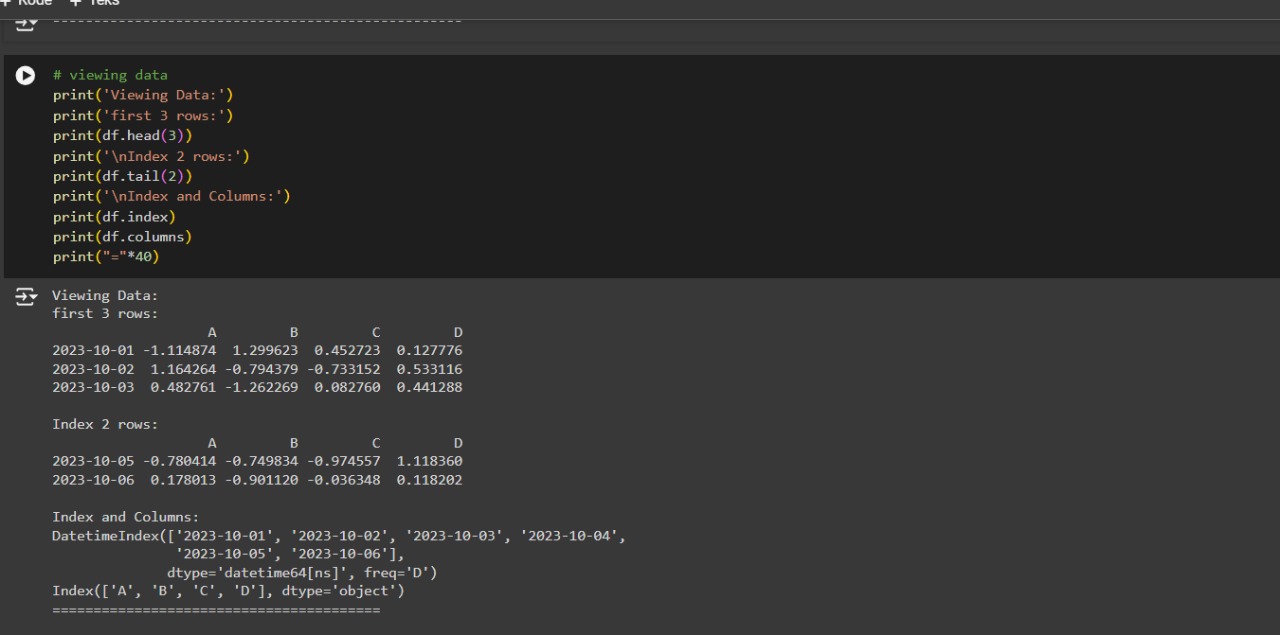 + Kode + Teks
--------------------------------------------------
# viewing data
print('Viewing Data:')
print('first 3 rows:')
print(df.head(3))
print('\nIndex 2 rows:')
print(df.tail(2))
print('\nIndex and Columns:')
print(df.index)
print(df.columns)
print("="*40)
Viewing Data:
first 3 rows:
                   A         B         C         D
2023-10-01 -1.114874  1.299623  0.452723  0.127776
2023-10-02  1.164264 -0.794379 -0.733152  0.533116
2023-10-03  0.482761 -1.262269  0.082760  0.441288
Index 2 rows:
                   A         B         C         D
2023-10-05 -0.780414 -0.749834 -0.974557  1.118360
2023-10-06  0.178013 -0.901120 -0.036348  0.118202
Index and Columns:
DatetimeIndex(['2023-10-01', '2023-10-02', '2023-10-03', '2023-10-04',
               '2023-10-05', '2023-10-06'],
              dtype='datetime64[ns]', freq='D')
Index(['A', 'B', 'C', 'D'], dtype='object')
========================================